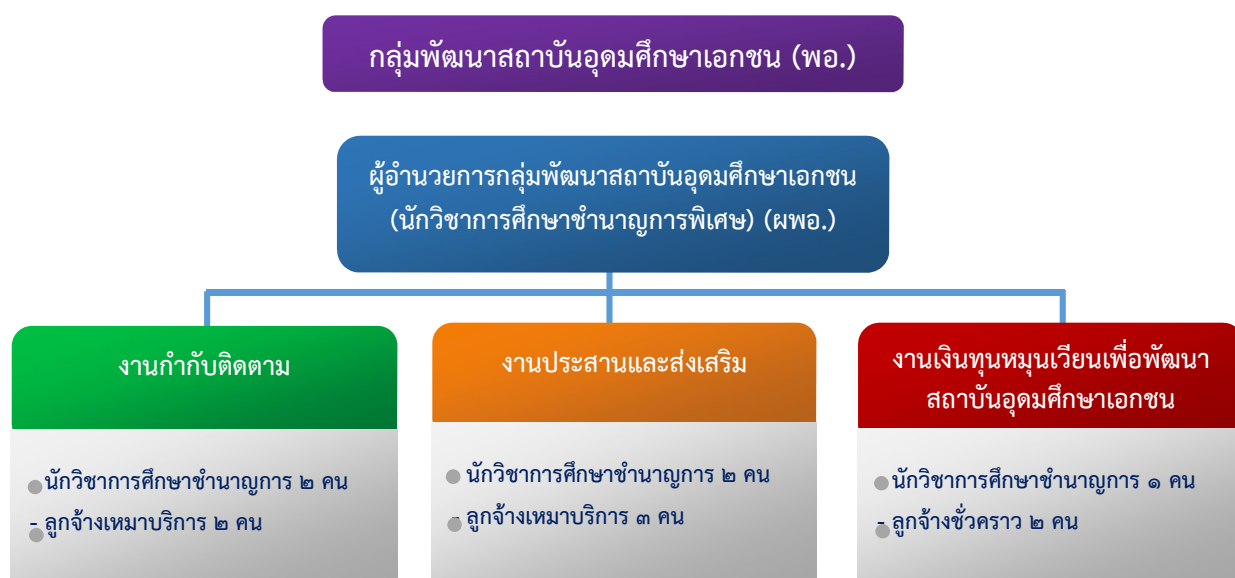 กลุ่มพัฒนาสถาบันอุดมศึกษาเอกชน (พอ.)
ผู้อำนวยการกลุ่มพัฒนาสถาบันอุดมศึกษาเอกชน
(นักวิชาการศึกษาชำนาญการพิเศษ) (ผพอ.)
งานกำกับติดตาม
นักวิชาการศึกษาชำนาญการ ๒ คน
- ลูกจ้างเหมาบริการ ๒ คน
งานประสานและส่งเสริม
นักวิชาการศึกษาชำนาญการ ๒ คน
- ลูกจ้างเหมาบริการ ๓ คน
งานเงินทุนหมุนเวียนเพื่อพัฒนา
สถาบันอุดมศึกษาเอกชน
นักวิชาการศึกษาชำนาญการ ๑ คน
- ลูกจ้างชั่วคราว ๒ คน